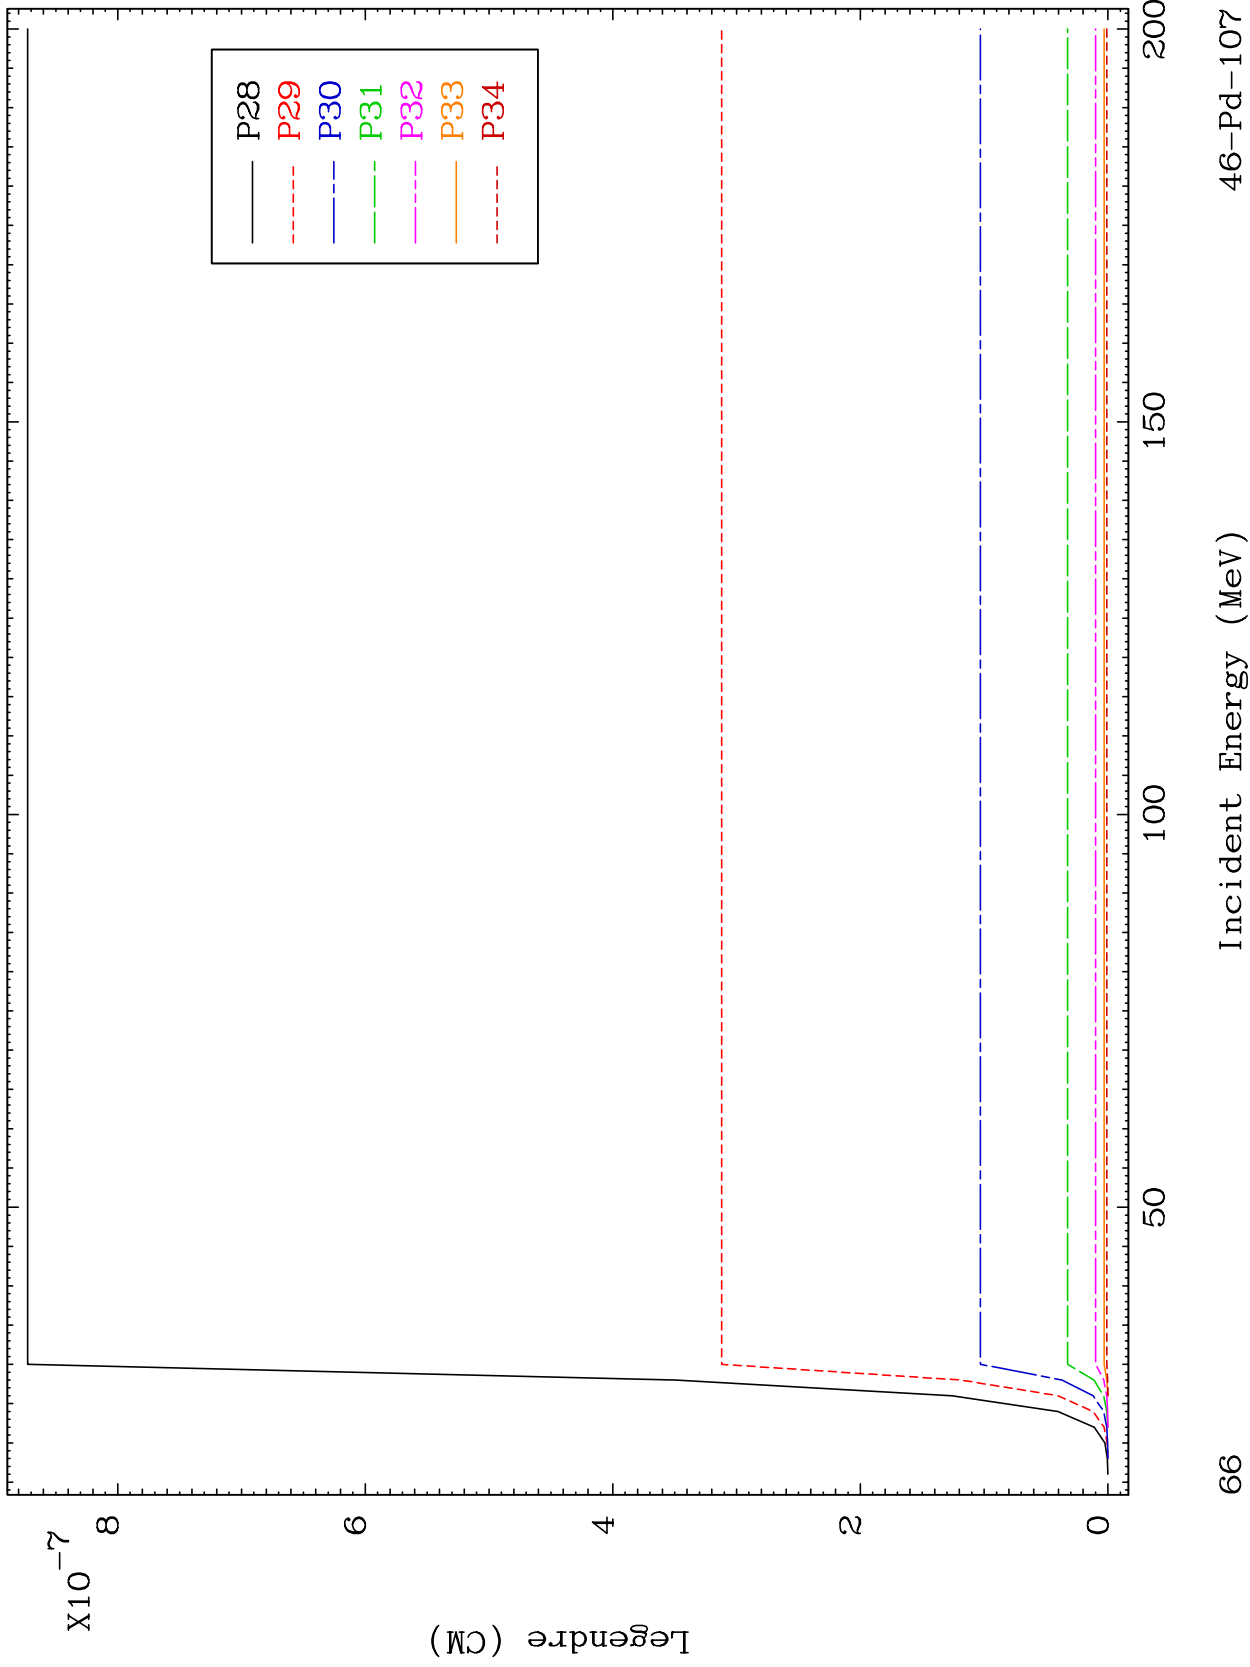 X10
-7
8
6
4
2
0
Legendre (CM)
P28
P29
P30
P31
P32
P33
P34
50
100
150
200
Incident Energy (MeV)
66
46-Pd-107